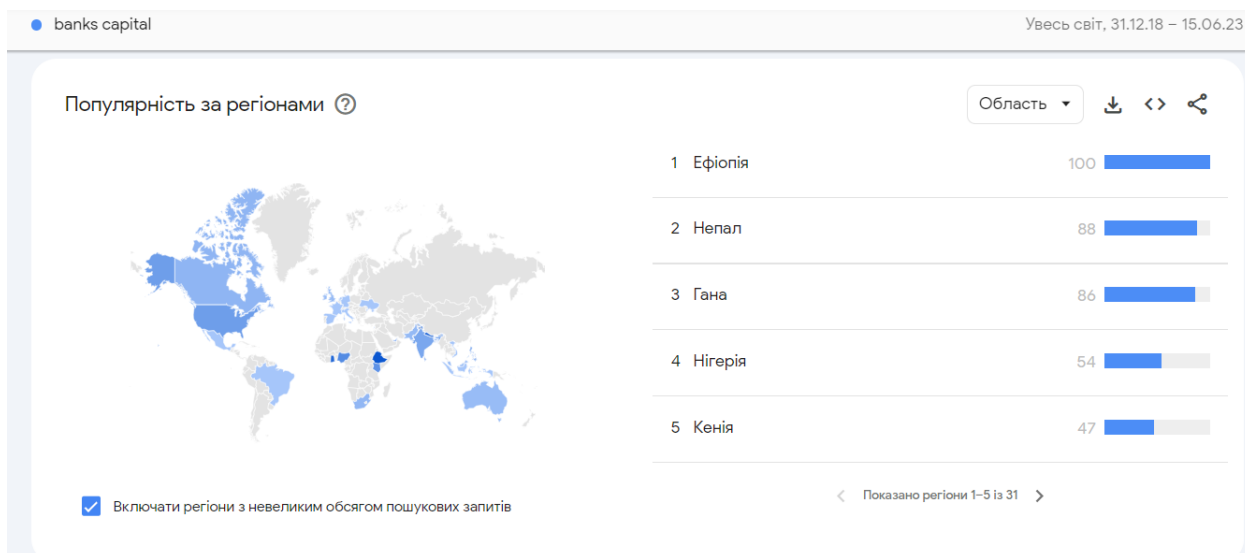 banks capital
Увесь світ, 31.12.18 – 15.06.23
Популярність за регіонами
Область
1 Ефіопія 100
2 Непал 88
3 Гана 86
4 Нігерія 54
5 Кенія 47
Включати регіони з невеликим обсягом пошукових запитів
Показано регіони 1–5 із 31